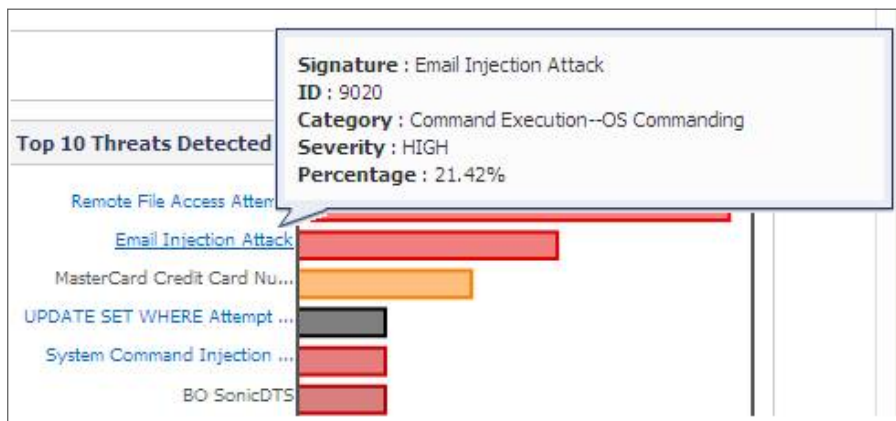 Signature : Email Injection Attack
ID : 9020
Category : Command Execution--OS Commanding
Severity : HIGH
Percentage : 21.42%
Top 10 Threats Detected
Remote File Access Attem
Email Injection Attack
MasterCard Credit Card Nu...
UPDATE SET WHERE Attempt ...
System Command Injection ...
BO SonicDTS